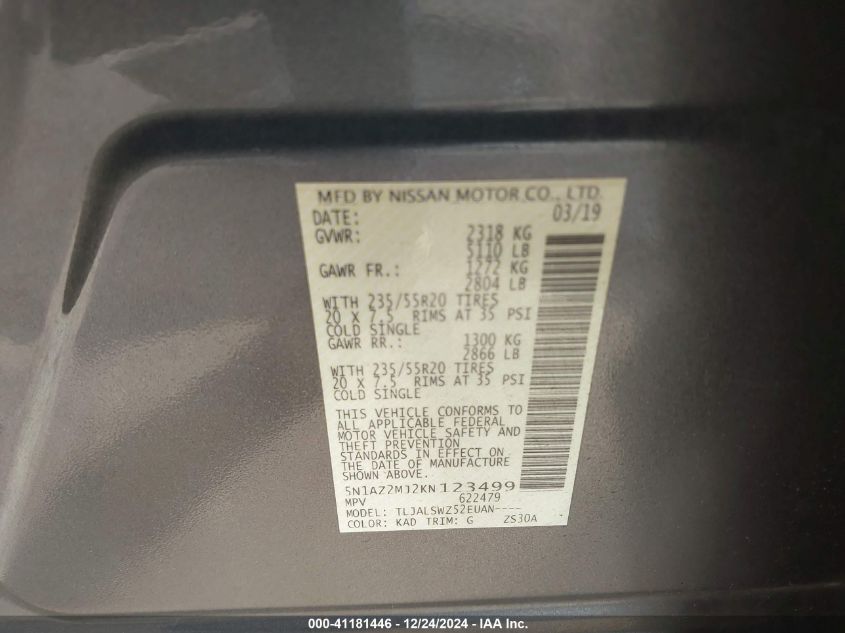 MFD BY NISSAN MOTOR CO., LTD.
DATE: 03/19
GVWR: 2318 KG
5110 LB
GAWR FR.: 1272 KG
2804 LB
WITH 235/55R20 TIRES
20 X 7.5 RIMS AT 35 PSI
COLD SINGLE
GAWR RR.: 1300 KG
2866 LB
WITH 235/55R20 TIRES
20 X 7.5 RIMS AT 35 PSI
COLD SINGLE
THIS VEHICLE CONFORMS TO
ALL APPLICABLE FEDERAL
MOTOR VEHICLE SAFETY AND
THEFT PREVENTION
STANDARDS IN EFFECT ON
THE DATE OF MANUFACTURE
SHOWN ABOVE.
5N1AZ2MJ2KN123499
MPV 622479
MODEL: TLJALSWZ52EUAN----
COLOR: KAD TRIM: G ZS30A
000-41181446 - 12/24/2024 - IAA Inc.